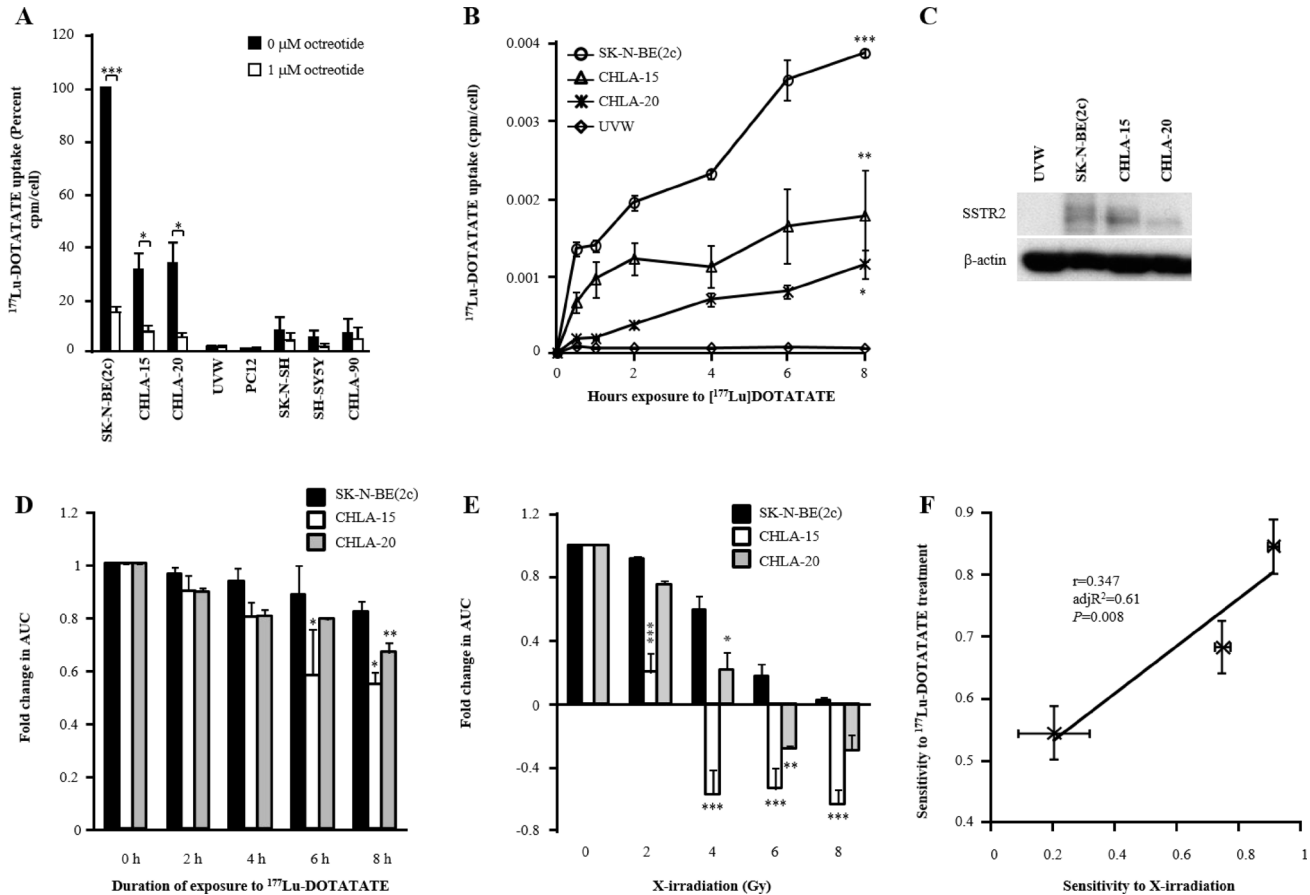 A
120
100
80
60
40
20
0
¹⁷⁷Lu-DOTATATE uptake (Percent
cpm/cell)
0 µM octreotide
1 µM octreotide
***
*
*
SK-N-BE(2c)
CHLA-15
CHLA-20
UVW
PC12
SK-N-SH
SH-SY5Y
CHLA-90
B
0.004
0.003
0.002
0.001
0
¹⁷⁷Lu-DOTATATE uptake (cpm/cell)
SK-N-BE(2c)
CHLA-15
CHLA-20
UVW
***
**
*
0 2 4 6 8
Hours exposure to [¹⁷⁷Lu]DOTATATE
C
UVW
SK-N-BE(2c)
CHLA-15
CHLA-20
SSTR2
β-actin
D
SK-N-BE(2c)
CHLA-15
CHLA-20
1.2
1
0.8
0.6
0.4
0.2
0
Fold change in AUC
*
*
**
0 h 2 h 4 h 6 h 8 h
Duration of exposure to ¹⁷⁷Lu-DOTATATE
E
SK-N-BE(2c)
CHLA-15
CHLA-20
1.2
0.8
0.4
0
-0.4
-0.8
Fold change in AUC
***
*
***
***
**
***
0 2 4 6 8
X-irradiation (Gy)
F
0.9
0.8
0.7
0.6
0.5
0.4
Sensitivity to ¹⁷⁷Lu-DOTATATE treatment
r=0.347
adjR²=0.61
P=0.008
0 0.2 0.4 0.6 0.8 1
Sensitivity to X-irradiation